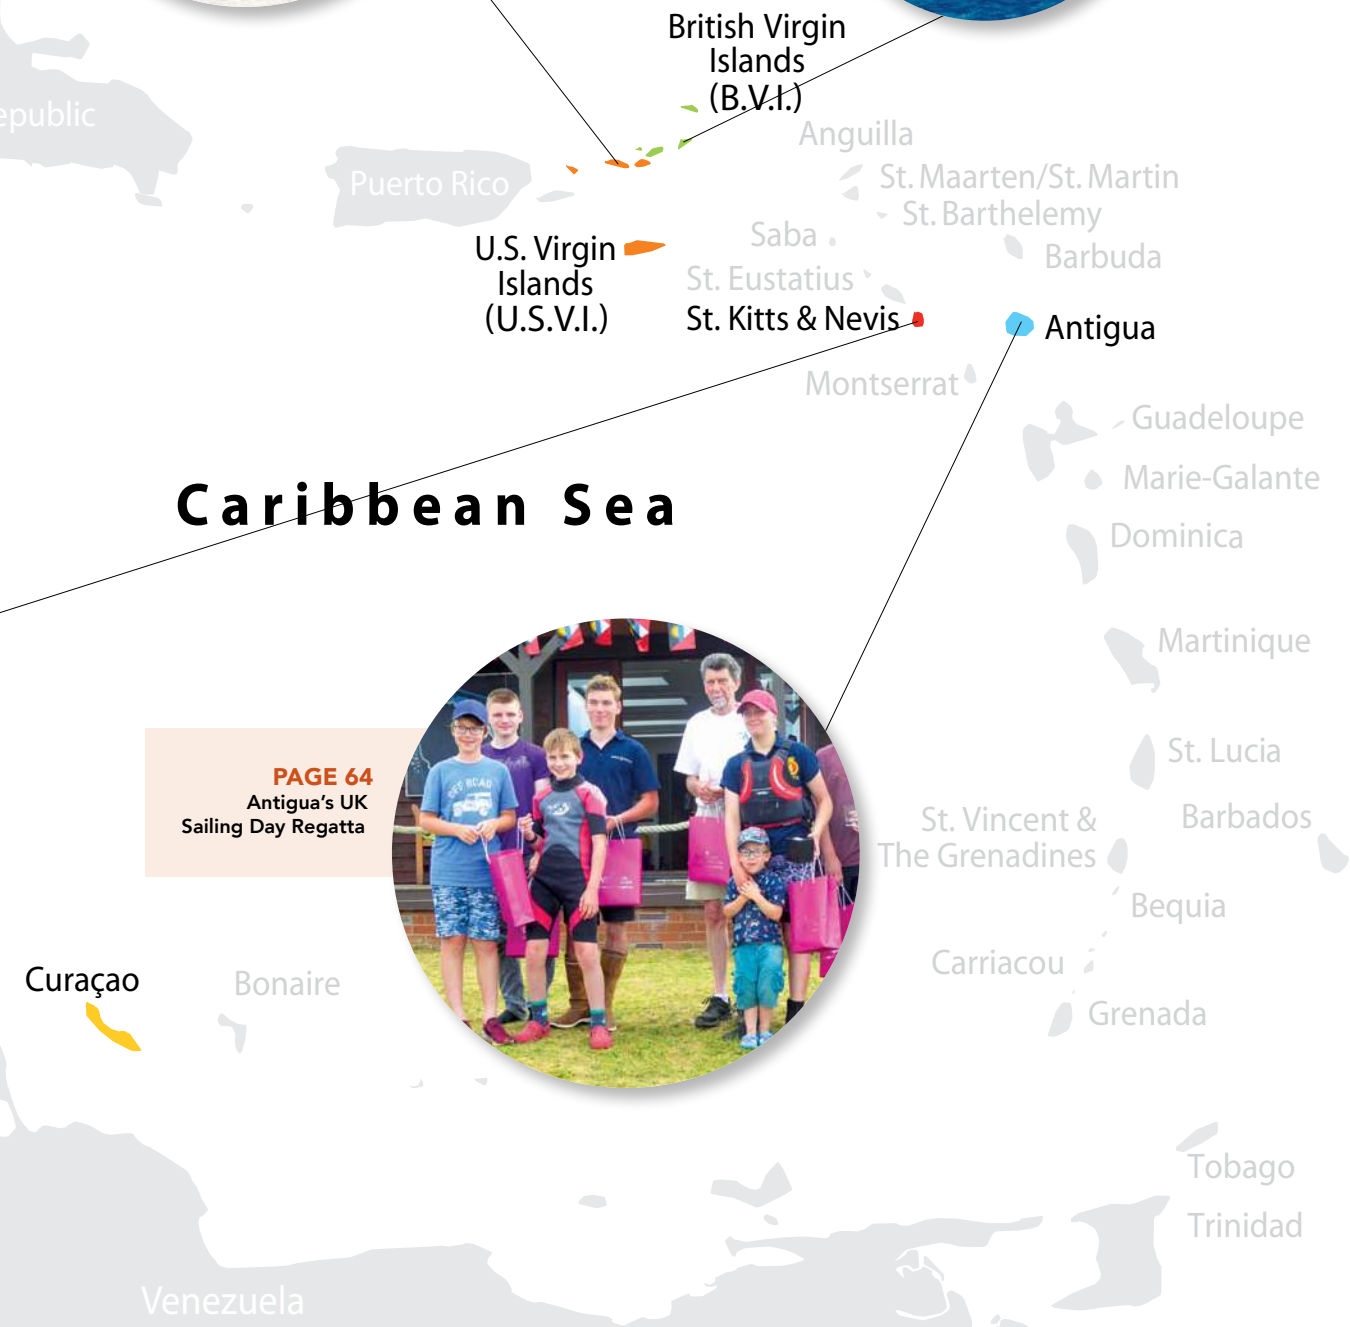 British Virgin
Islands
(B.V.I.)
epublic
Anguilla
Puerto Rico
St. Maarten/St. Martin
St. Barthelemy
Saba
U.S. Virgin
Islands
(U.S.V.I.)
Barbuda
St. Eustatius
St. Kitts & Nevis
Antigua
Montserrat
Guadeloupe
Marie-Galante
Caribbean Sea
Dominica
Martinique
St. Lucia
PAGE 64
Antigua's UK
Sailing Day Regatta
OFF ROAD
St. Vincent &
The Grenadines
Barbados
Bequia
Carriacou
Curaçao
Bonaire
Grenada
Tobago
Trinidad
Venezuela